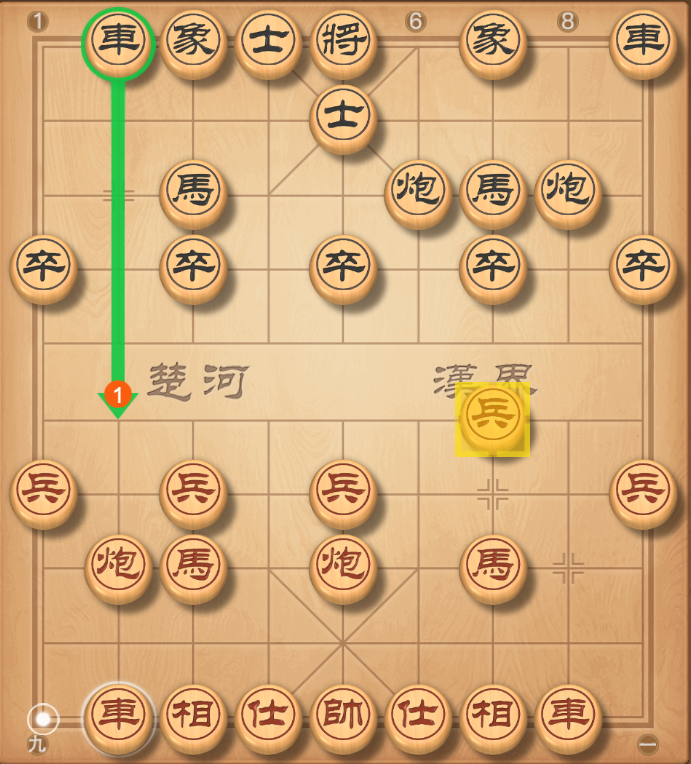 1 6 8
車 象 士 將 象 車
士
馬 炮 馬 炮
卒 卒 卒 卒 卒
1 楚 河 漢 界
兵
兵 兵 兵 兵
炮 馬 炮 馬
車 相 仕 帥 仕 相 車
九 一